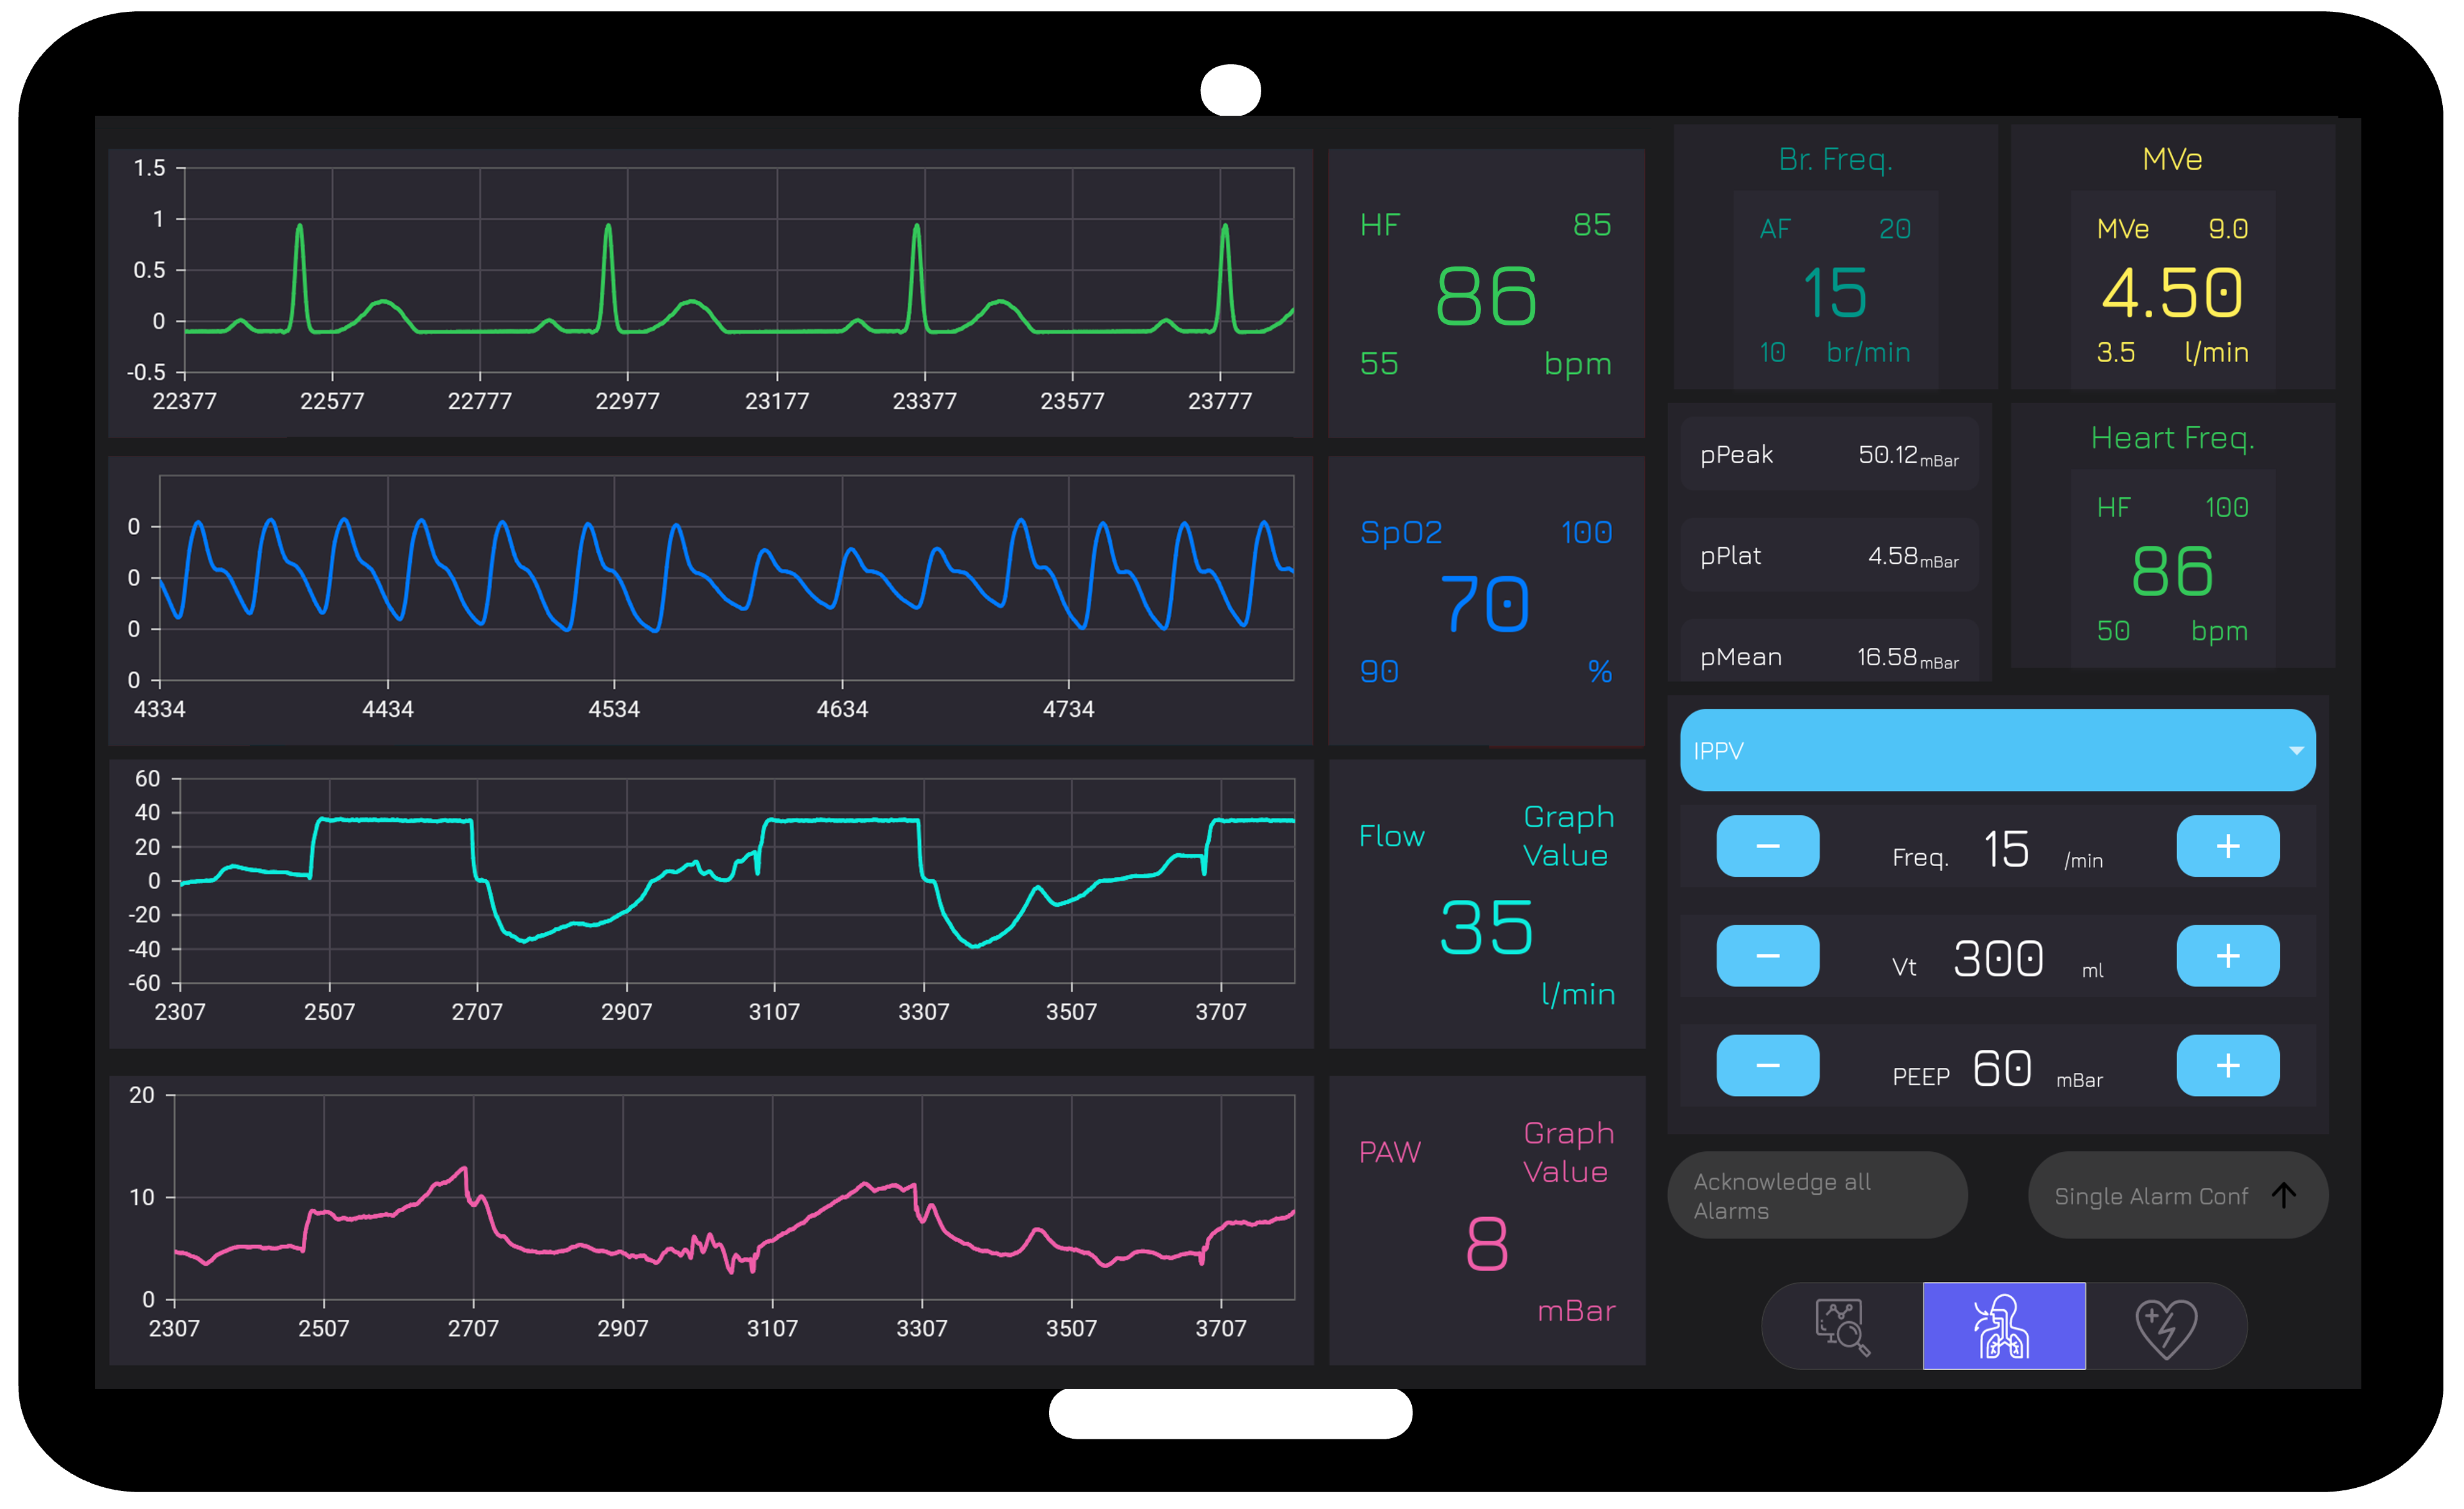 1.5
1
0.5
0
-0.5
22377 22577 22777 22977 23177 23377 23577 23777
HF 85
86
55 bpm
0
0
0
0
4334 4434 4534 4634 4734
SpO2 100
70
90 %
60
40
20
0
-20
-40
-60
2307 2507 2707 2907 3107 3307 3507 3707
Flow Graph
Value
35
l/min
20
10
0
2307 2507 2707 2907 3107 3307 3507 3707
PAW Graph
Value
8
mBar
Br. Freq.
AF 20
15
10 br/min
MVe
MVe 9.0
4.50
3.5 l/min
pPeak 50.12 mBar
pPlat 4.58 mBar
pMean 16.58 mBar
Heart Freq.
HF 100
86
50 bpm
IPPV
− Freq. 15 /min +
− Vt 300 ml +
− PEEP 60 mBar +
Acknowledge all
Alarms
Single Alarm Conf